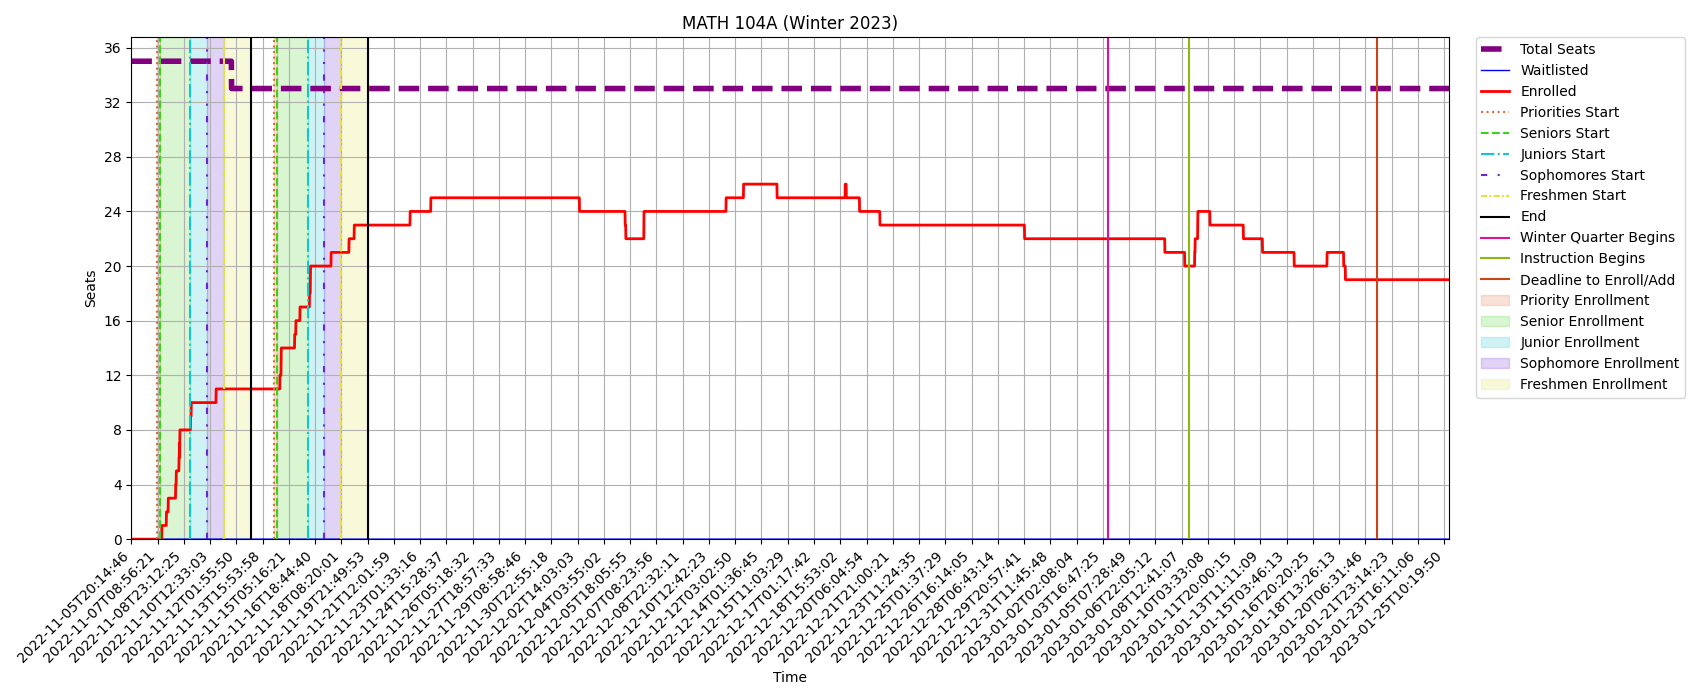 MATH 104A (Winter 2023)
36
32
28
24
20
16
12
8
4
0
Seats
2022-11-05T20:14:46
2022-11-07T08:56:21
2022-11-08T23:12:25
2022-11-10T12:33:03
2022-11-12T01:55:50
2022-11-13T15:53:58
2022-11-15T05:16:21
2022-11-16T18:44:40
2022-11-18T08:20:01
2022-11-19T21:49:53
2022-11-21T12:01:59
2022-11-23T01:33:16
2022-11-24T15:28:37
2022-11-26T05:18:32
2022-11-27T18:57:33
2022-11-29T08:58:46
2022-11-30T22:55:18
2022-12-02T14:03:03
2022-12-04T03:55:02
2022-12-05T18:05:55
2022-12-07T08:23:56
2022-12-08T22:32:11
2022-12-10T12:42:23
2022-12-12T03:02:50
2022-12-14T01:36:45
2022-12-15T11:03:29
2022-12-17T01:17:42
2022-12-18T15:53:02
2022-12-20T06:04:54
2022-12-21T21:00:21
2022-12-23T11:24:35
2022-12-25T01:37:29
2022-12-26T16:14:05
2022-12-28T06:43:14
2022-12-29T20:57:41
2022-12-31T11:45:48
2023-01-02T02:08:04
2023-01-03T16:47:25
2023-01-05T07:28:49
2023-01-06T22:05:12
2023-01-08T12:41:07
2023-01-10T03:33:08
2023-01-11T20:00:15
2023-01-13T11:11:09
2023-01-15T03:46:13
2023-01-16T20:20:25
2023-01-18T13:26:13
2023-01-20T06:31:46
2023-01-21T23:14:23
2023-01-23T16:11:06
2023-01-25T10:19:50
Time
Total Seats
Waitlisted
Enrolled
Priorities Start
Seniors Start
Juniors Start
Sophomores Start
Freshmen Start
End
Winter Quarter Begins
Instruction Begins
Deadline to Enroll/Add
Priority Enrollment
Senior Enrollment
Junior Enrollment
Sophomore Enrollment
Freshmen Enrollment